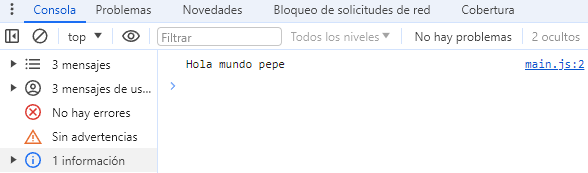 Consola Problemas Novedades Bloqueo de solicitudes de red Cobertura
top Filtrar Todos los niveles No hay problemas 2 ocultos
3 mensajes Hola mundo pepe main.js:2
3 mensajes de us...
No hay errores
Sin advertencias
1 información